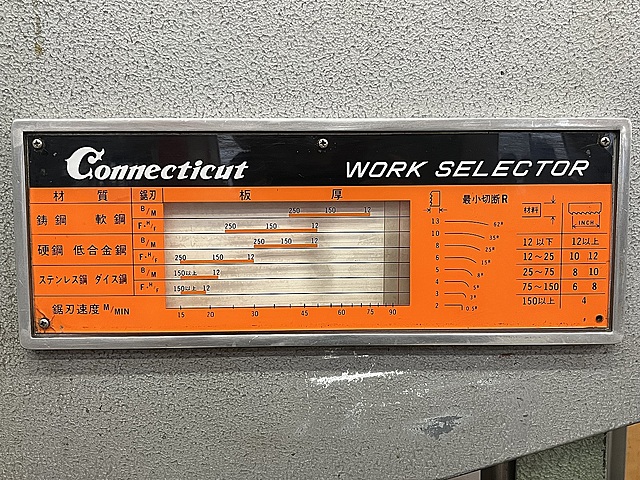 Connecticut WORK SELECTOR
材質 鋸刃 板厚
鋳鋼 軟鋼 B/M 250 150 12
F-H/F 250 150 12
硬鋼 低合金鋼 B/M 250 150 12
F-H/F 250 150 12
ステンレス鋼 ダイス鋼 B/M 150以上 12
F-H/F 150以上 12
鋸刃速度 M/MIN 15 20 30 45 60 75 90
最小切断R
13 62R
10 35R
8 25R
6 15R
5 8R
4 5R
3 3R
2 0.5R
材料 INCH
12以下 12以上
12～25 10 12
25～75 8 10
75～150 6 8
150以上 4